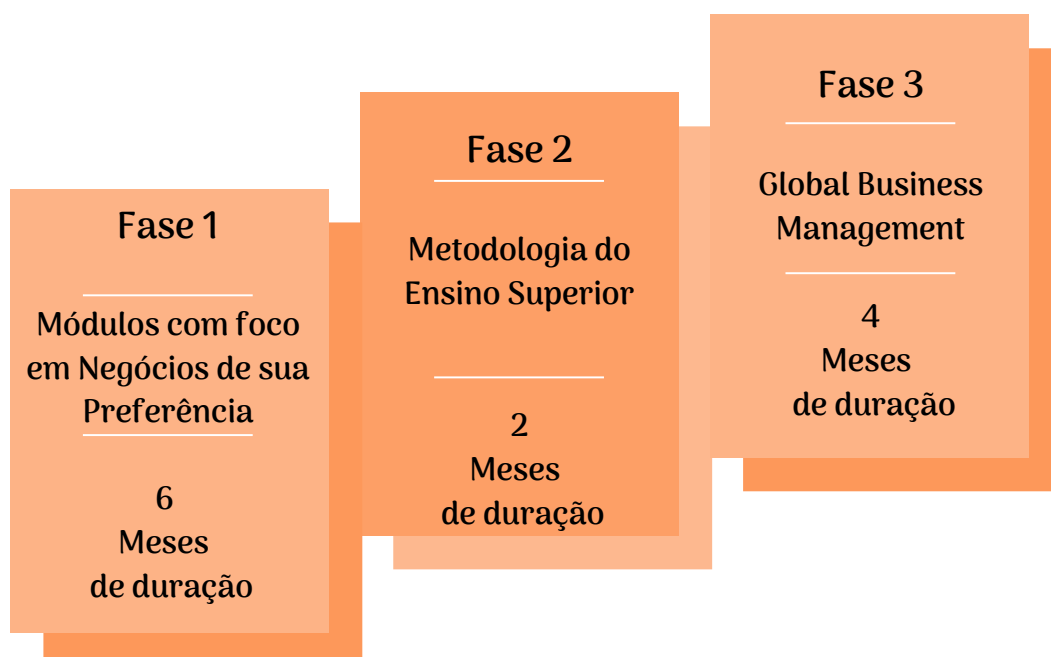 Fase 1
Módulos com foco
em Negócios de sua
Preferência
6
Meses
de duração
Fase 2
Metodologia do
Ensino Superior
2
Meses
de duração
Fase 3
Global Business
Management
4
Meses
de duração